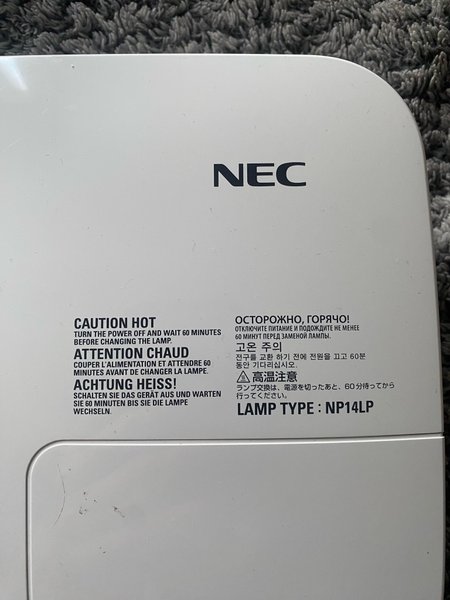 NEC
CAUTION HOT
TURN THE POWER OFF AND WAIT 60 MINUTES
BEFORE CHANGING THE LAMP.
ATTENTION CHAUD
COUPER L'ALIMENTATION ET ATTENDRE 60
MINUTES AVANT DE CHANGER LA LAMPE.
ACHTUNG HEISS!
SCHALTEN SIE DAS GERÄT AUS UND WARTEN
SIE 60 MINUTEN BIS SIE DIE LAMPE
WECHSELN.
ОСТОРОЖНО, ГОРЯЧО!
ОТКЛЮЧИТЕ ПИТАНИЕ И ПОДОЖДИТЕ НЕ МЕНЕЕ
60 МИНУТ ПЕРЕД ЗАМЕНОЙ ЛАМПЫ.
고온 주의
전구를 교환 하기 전에 전원을 끄고 60분
동안 기다리십시오.
高温注意
ランプ交換は、電源を切ったあと、60分待ってから
行ってください。
LAMP TYPE : NP14LP